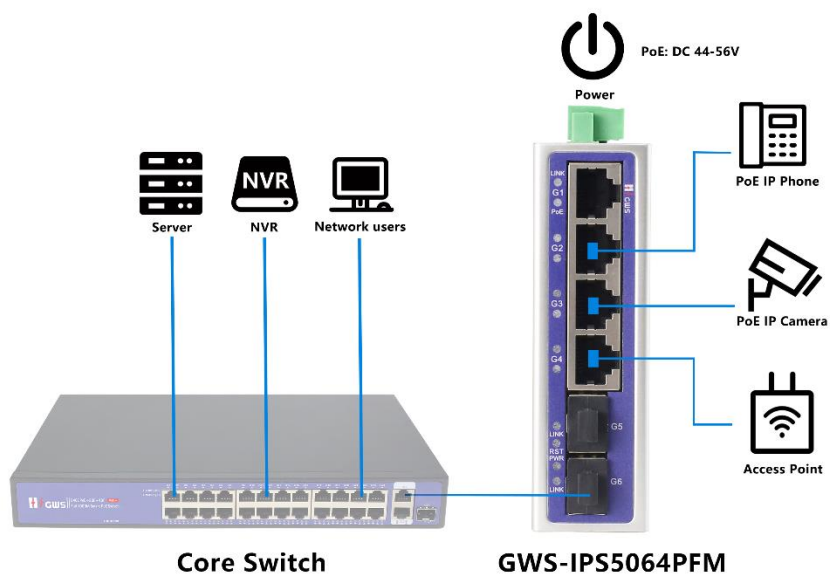 PoE: DC 44-56V
Power
Server
NVR
NVR
Network users
PoE IP Phone
PoE IP Camera
Access Point
LINK
G1
PoE
GWS
G2
G3
G4
G5
LINK
RST
PWR
G6
LINK
GWS
Core Switch
GWS-IPS5064PFM